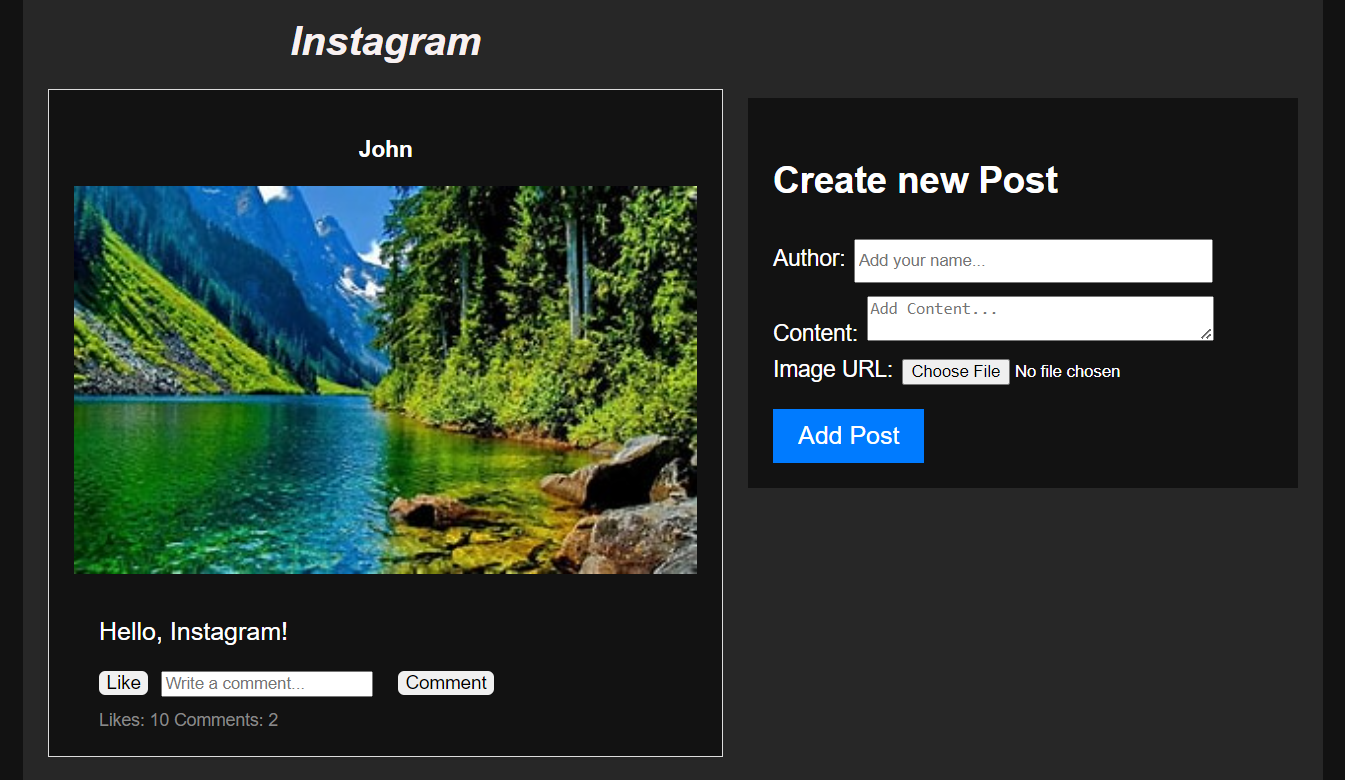 Instagram
John
Hello, Instagram!
Like Write a comment... Comment
Likes: 10 Comments: 2
Create new Post
Author: Add your name...
Content: Add Content...
Image URL: Choose File No file chosen
Add Post